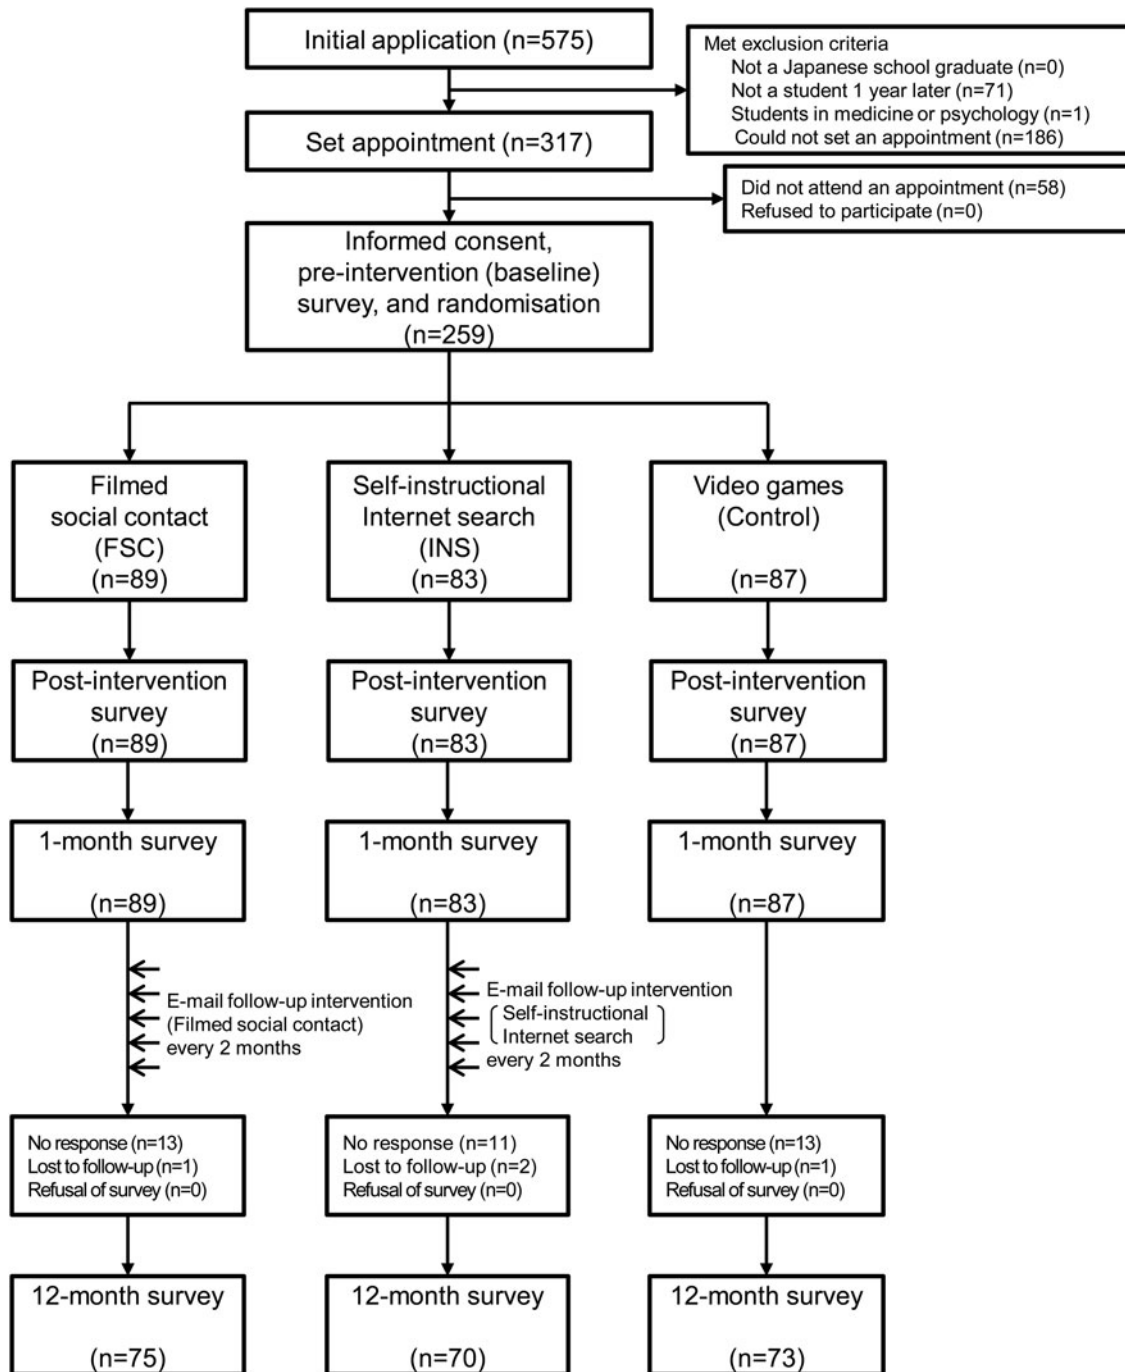 Initial application (n=575)
Met exclusion criteria
Not a Japanese school graduate (n=0)
Not a student 1 year later (n=71)
Students in medicine or psychology (n=1)
Could not set an appointment (n=186)
Set appointment (n=317)
Did not attend an appointment (n=58)
Refused to participate (n=0)
Informed consent,
pre-intervention (baseline)
survey, and randomisation
(n=259)
Filmed
social contact
(FSC)
(n=89)
Self-instructional
Internet search
(INS)
(n=83)
Video games
(Control)
(n=87)
Post-intervention
survey
(n=89)
Post-intervention
survey
(n=83)
Post-intervention
survey
(n=87)
1-month survey
(n=89)
1-month survey
(n=83)
1-month survey
(n=87)
E-mail follow-up intervention
(Filmed social contact)
every 2 months
E-mail follow-up intervention
Self-instructional
Internet search
every 2 months
No response (n=13)
Lost to follow-up (n=1)
Refusal of survey (n=0)
No response (n=11)
Lost to follow-up (n=2)
Refusal of survey (n=0)
No response (n=13)
Lost to follow-up (n=1)
Refusal of survey (n=0)
12-month survey
(n=75)
12-month survey
(n=70)
12-month survey
(n=73)